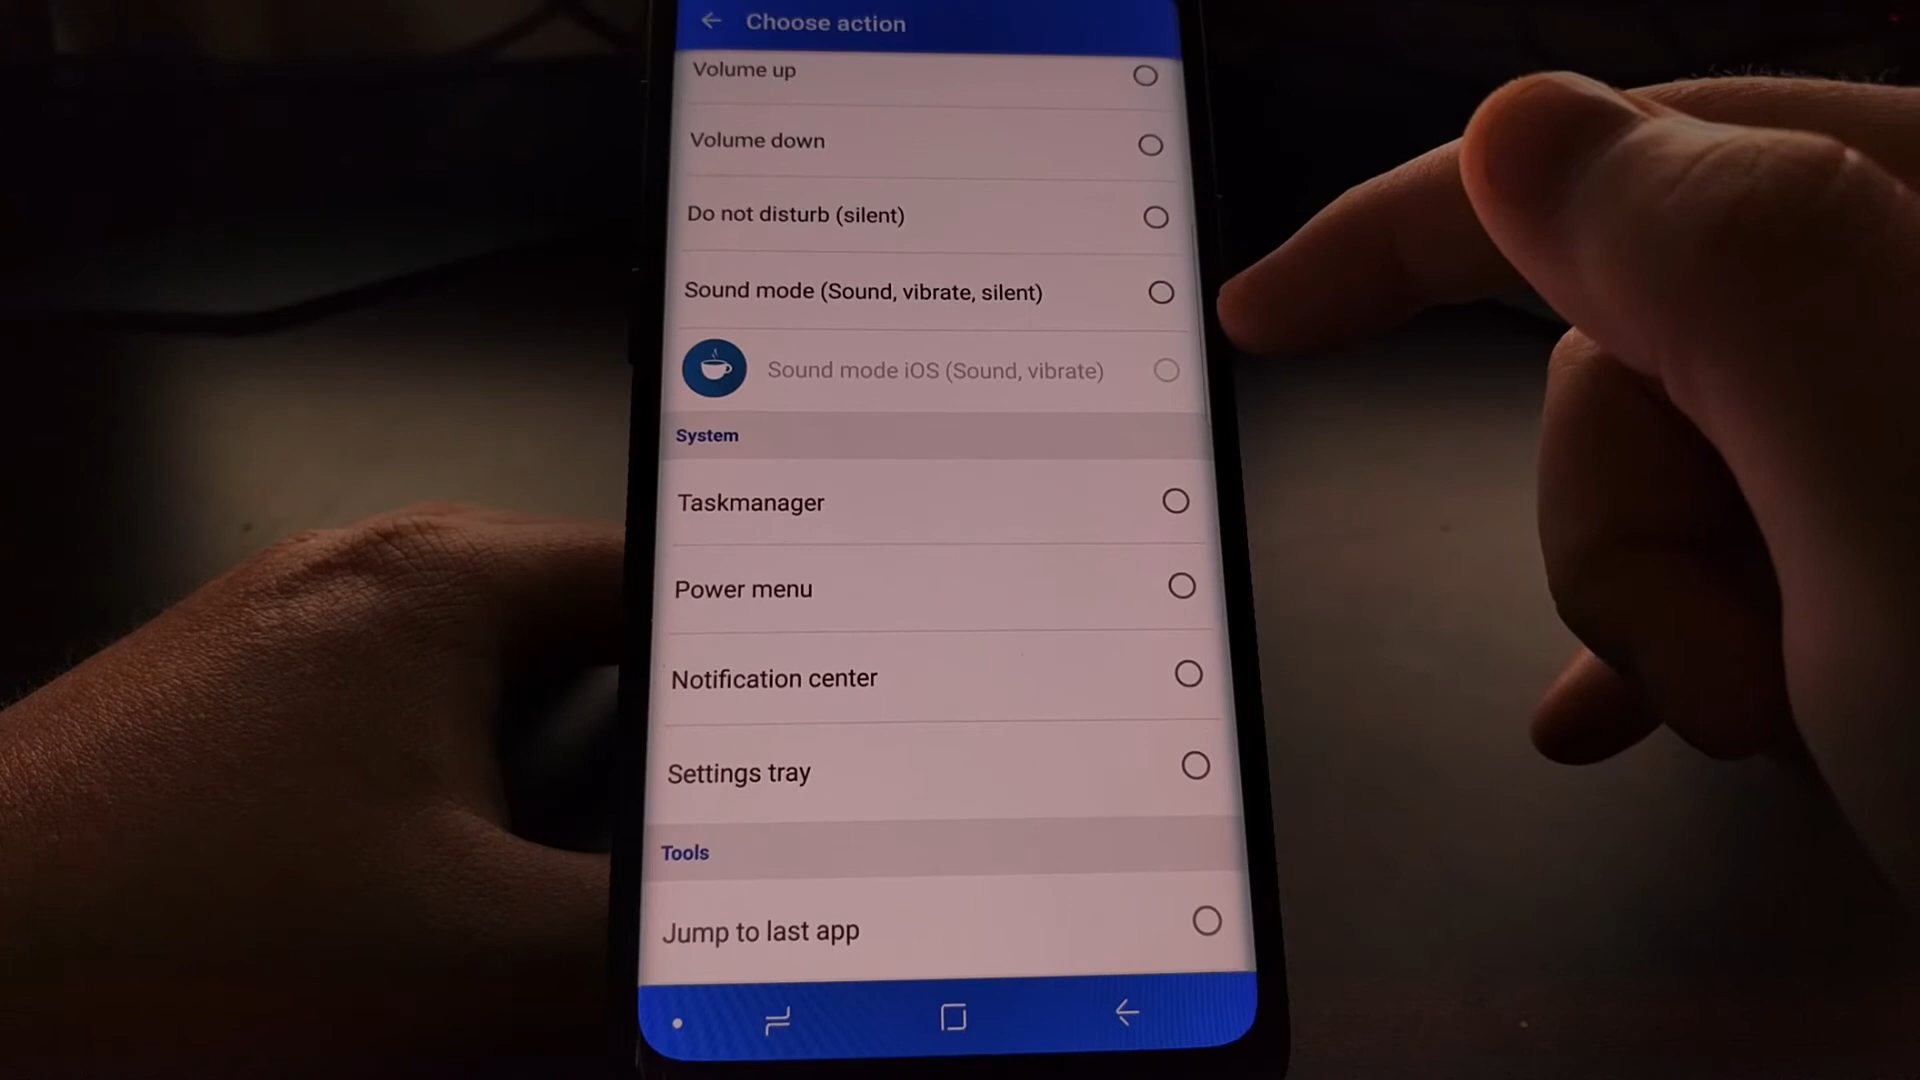 Choose action
Volume up
Volume down
Do not disturb (silent)
Sound mode (Sound, vibrate, silent)
Sound mode iOS (Sound, vibrate)
System
Taskmanager
Power menu
Notification center
Settings tray
Tools
Jump to last app